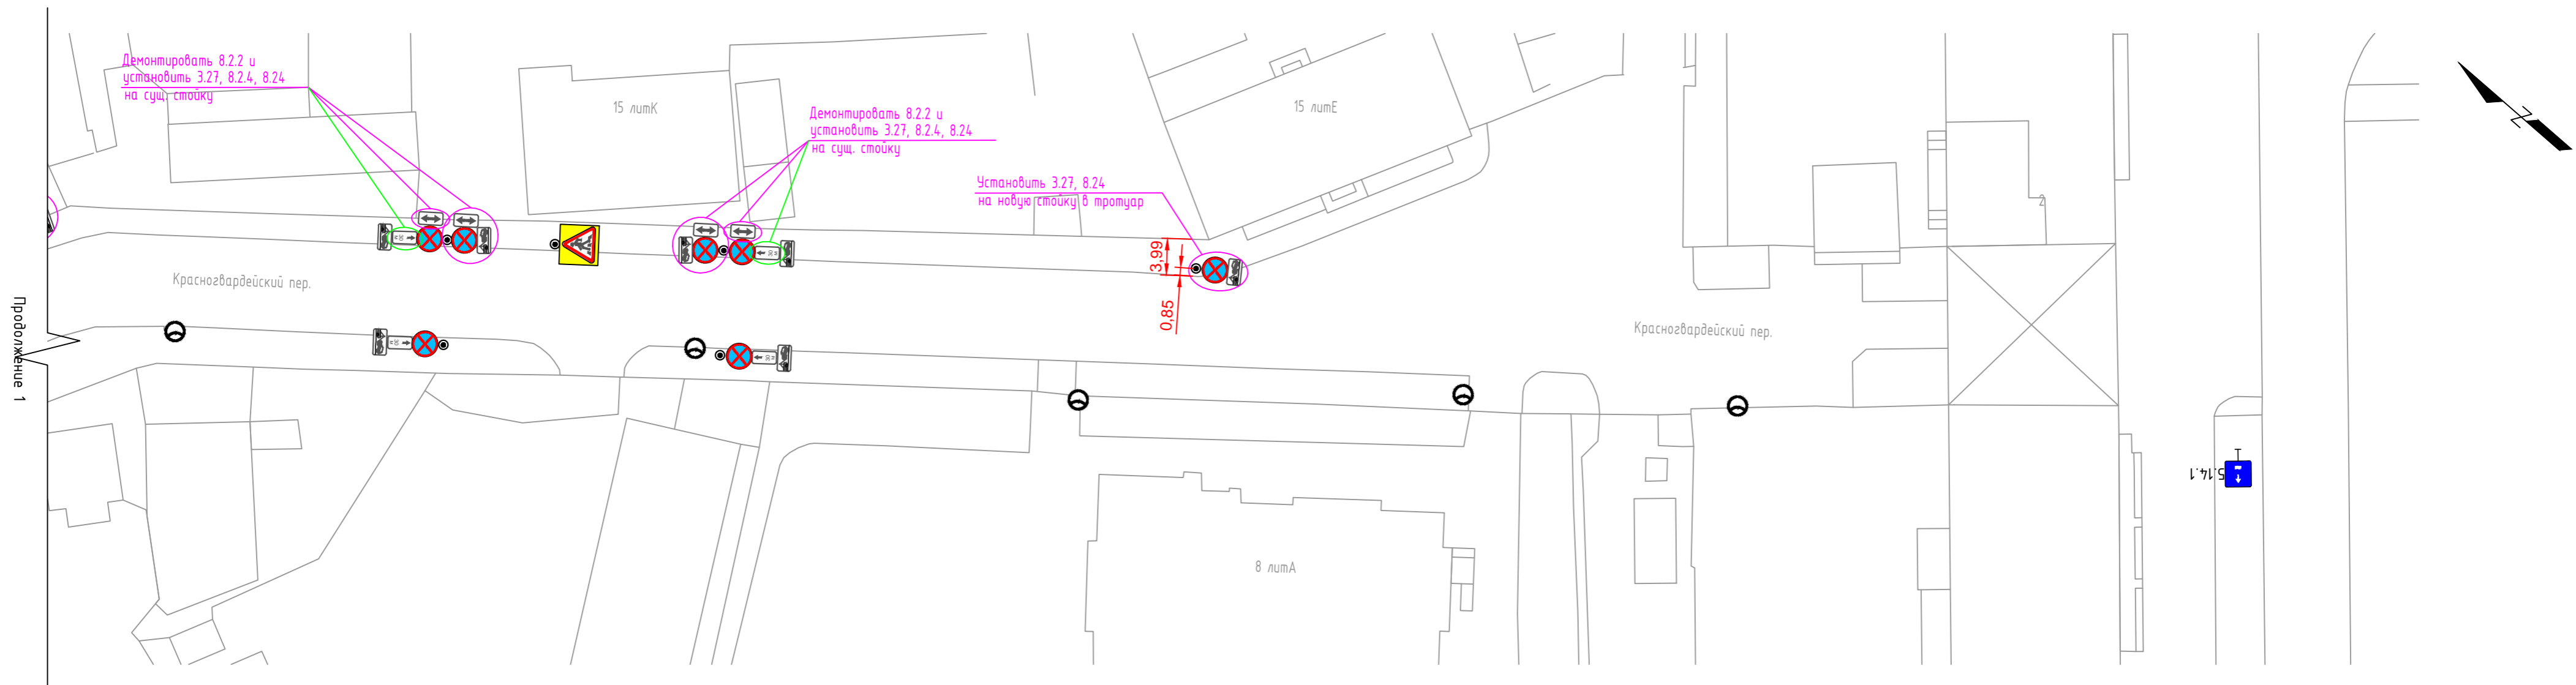 Демонтировать 8.2.2 и
установить 3.27, 8.2.4, 8.24
на сущ. стойку
15 литК
Демонтировать 8.2.2 и
установить 3.27, 8.2.4, 8.24
на сущ. стойку
15 литЕ
Установить 3.27, 8.24
на новую стойку в тротуар
2
3,99
0,85
Красногвардейский пер.
Красногвардейский пер.
Продолжение 1
5.14.1
8 литА